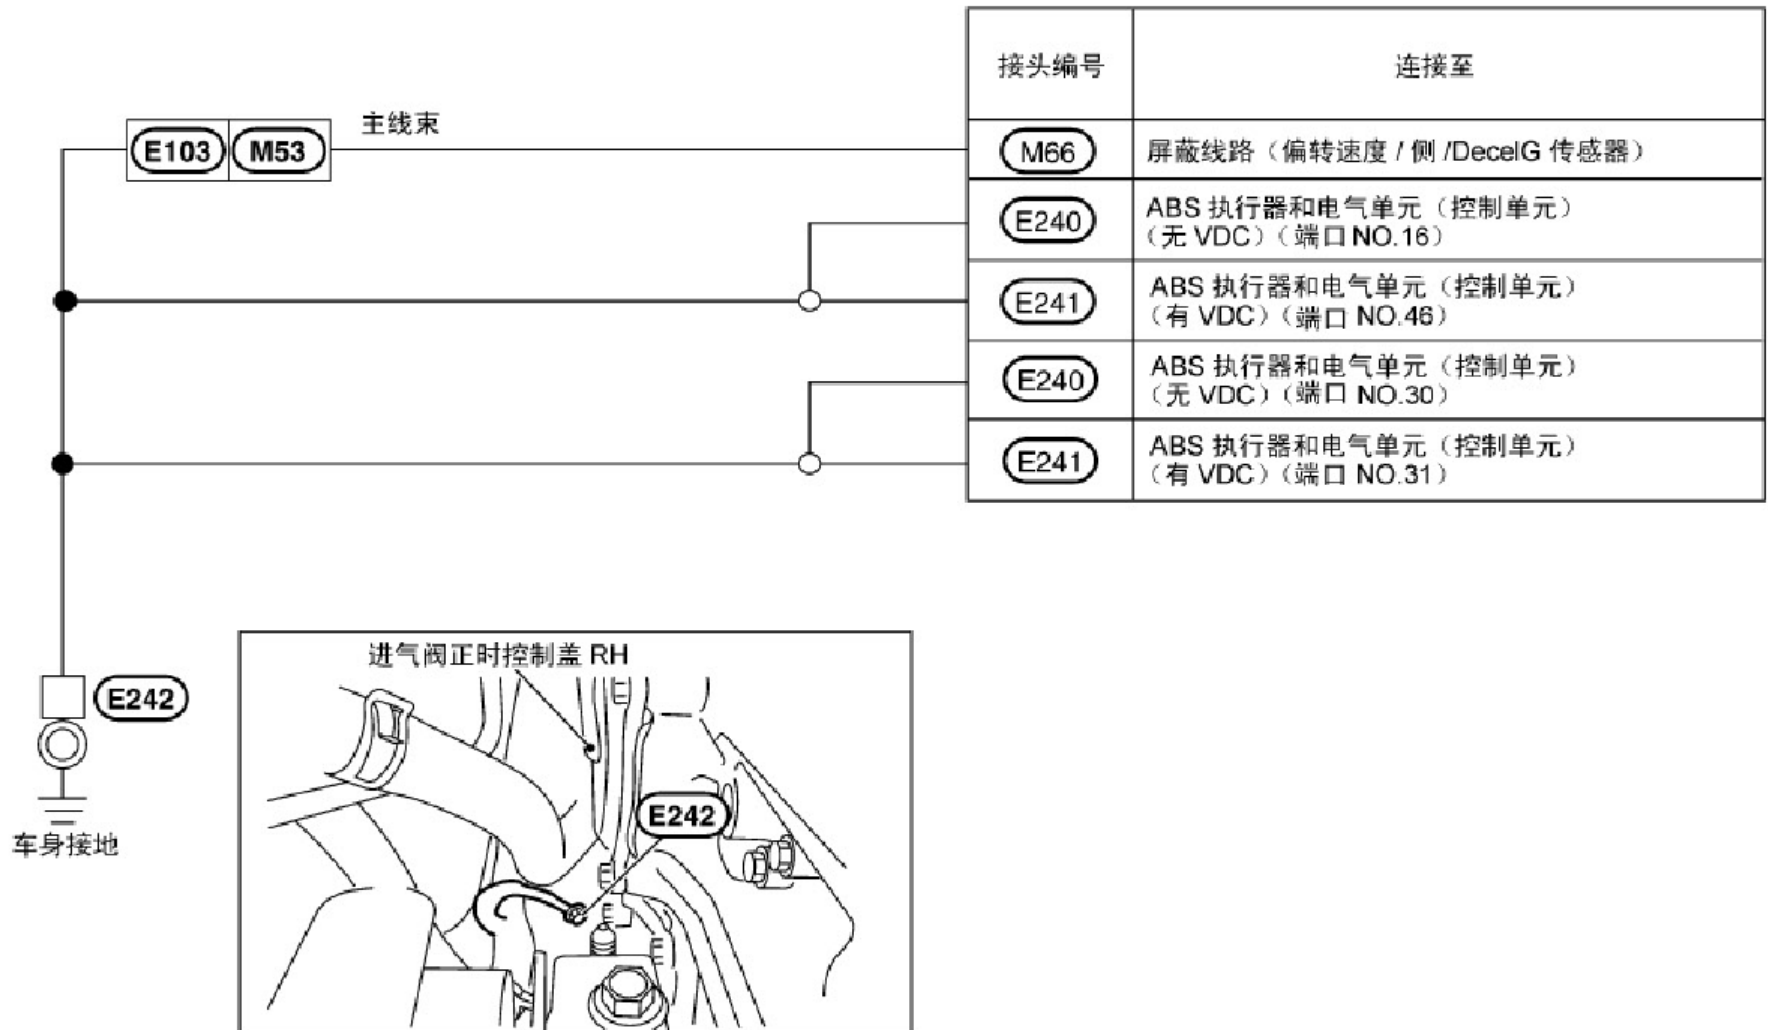 接头编号 连接至
E103 M53 主线束
M66 屏蔽线路（偏转速度 / 侧 /DecelG 传感器）
E240 ABS 执行器和电气单元（控制单元）
（无 VDC）（端口 NO.16）
E241 ABS 执行器和电气单元（控制单元）
（有 VDC）（端口 NO.46）
E240 ABS 执行器和电气单元（控制单元）
（无 VDC）（端口 NO.30）
E241 ABS 执行器和电气单元（控制单元）
（有 VDC）（端口 NO.31）
E242
车身接地
进气阀正时控制盖 RH
E242